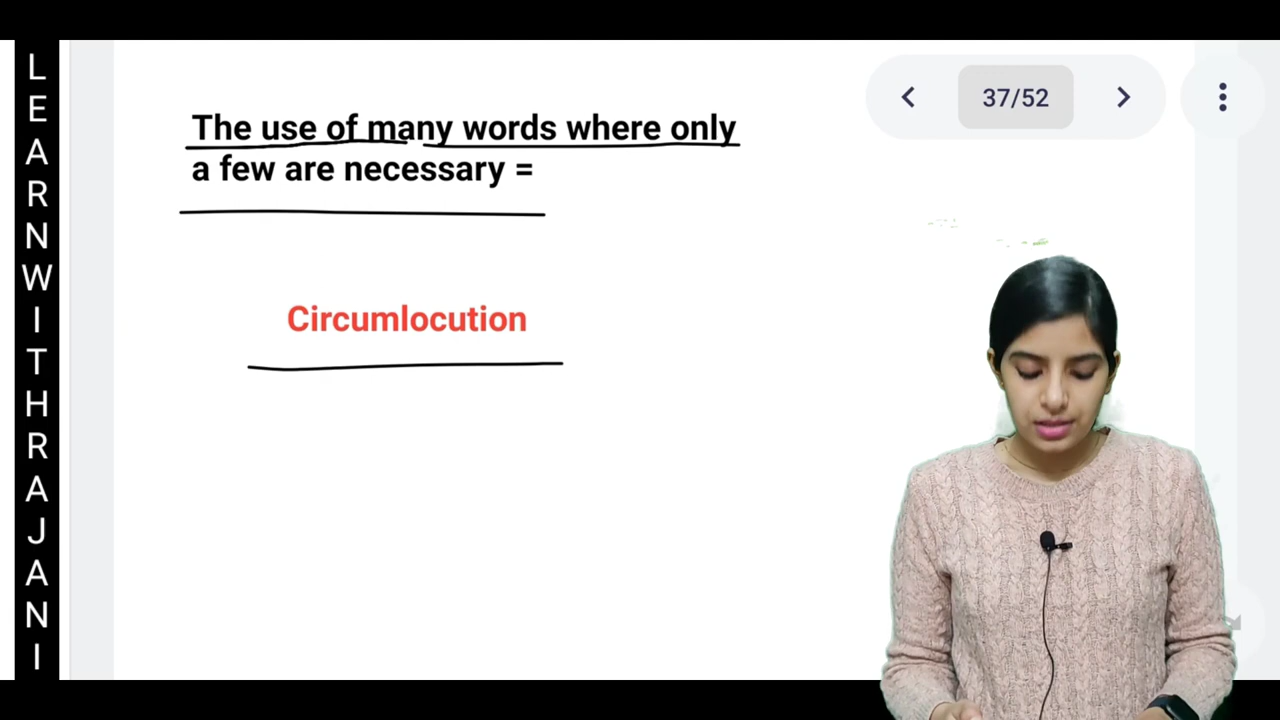 LEARNWITHRAJANI
37/52
The use of many words where only
a few are necessary =
Circumlocution